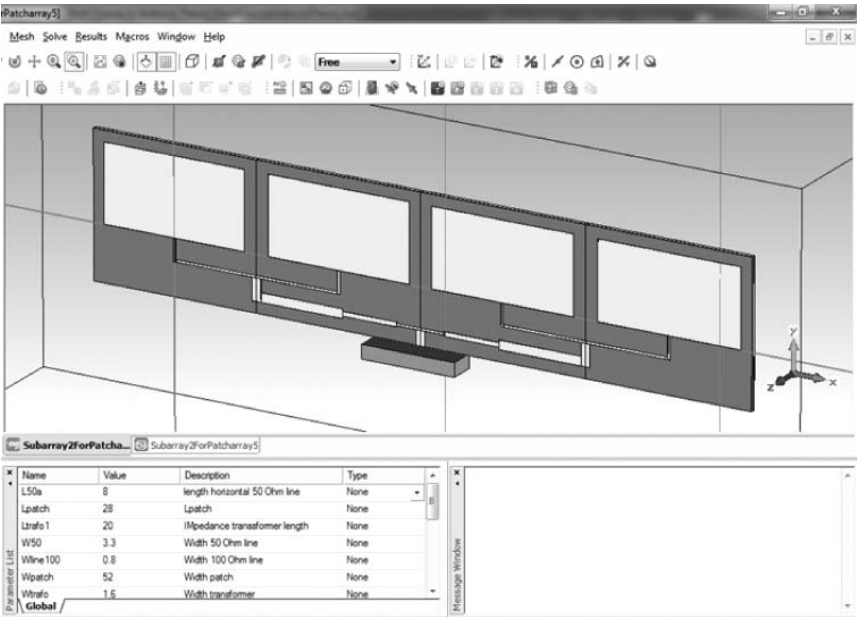 rPatcharray5]
Mesh Solve Results Macros Window Help
Free
y
x
z
Subarray2ForPatcha... Subarray2ForPatcharray5
Name Value Description Type
L50a 8 length horizontal 50 Ohm line None
Lpatch 28 Lpatch None
Ltrafo1 20 IMpedance transaformer length None
W50 3.3 Width 50 Ohm line None
Wline100 0.8 Width 100 Ohm line None
Wpatch 52 Width patch None
Wtrafo 1.6 Width transformer None
Global
Parameter List
Message Window